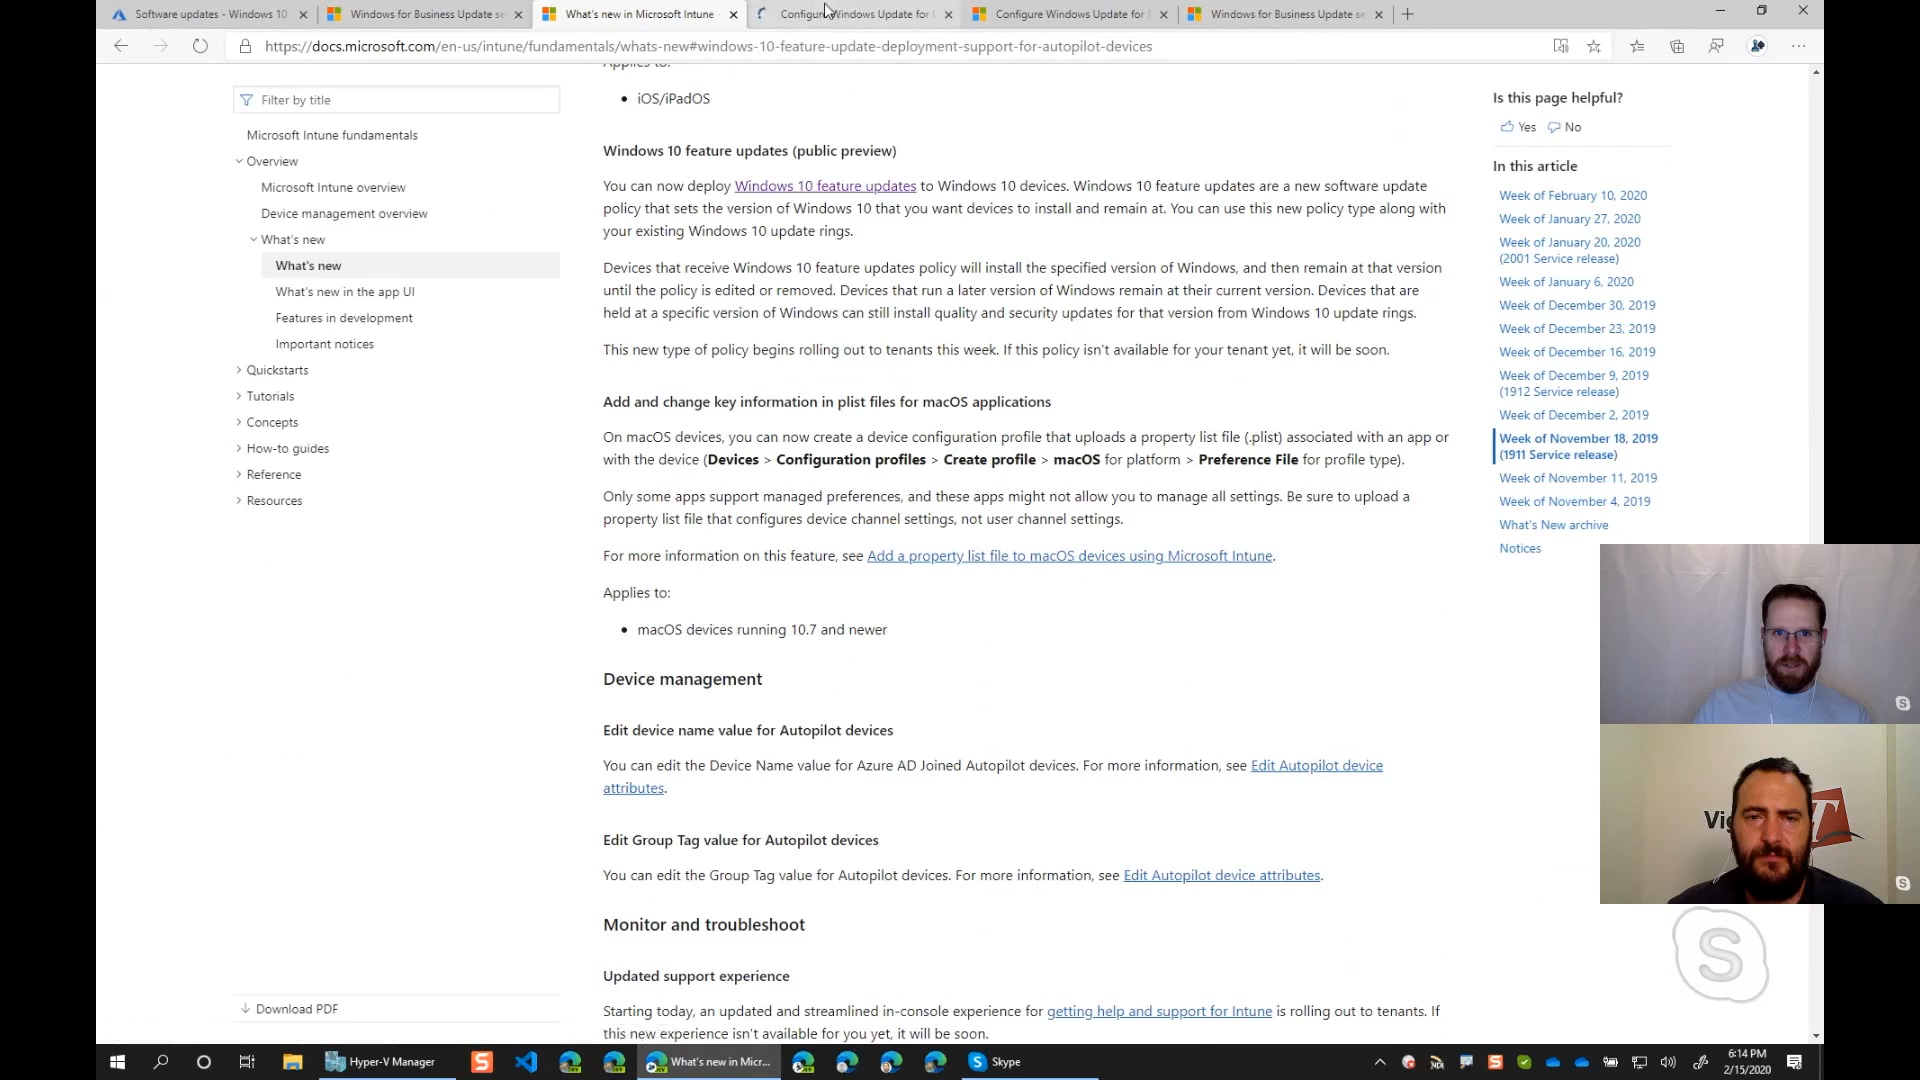 Software updates - Windows 10
Windows for Business Update se
What's new in Microsoft Intune
Configure Windows Update for
Configure Windows Update for B
Windows for Business Update se
https://docs.microsoft.com/en-us/intune/fundamentals/whats-new#windows-10-feature-update-deployment-support-for-autopilot-devices
Filter by title
Microsoft Intune fundamentals
Overview
Microsoft Intune overview
Device management overview
What's new
What's new
What's new in the app UI
Features in development
Important notices
Quickstarts
Tutorials
Concepts
How-to guides
Reference
Resources
Download PDF
Applies to:
• iOS/iPadOS
Windows 10 feature updates (public preview)
You can now deploy Windows 10 feature updates to Windows 10 devices. Windows 10 feature updates are a new software update
policy that sets the version of Windows 10 that you want devices to install and remain at. You can use this new policy type along with
your existing Windows 10 update rings.
Devices that receive Windows 10 feature updates policy will install the specified version of Windows, and then remain at that version
until the policy is edited or removed. Devices that run a later version of Windows remain at their current version. Devices that are
held at a specific version of Windows can still install quality and security updates for that version from Windows 10 update rings.
This new type of policy begins rolling out to tenants this week. If this policy isn't available for your tenant yet, it will be soon.
Add and change key information in plist files for macOS applications
On macOS devices, you can now create a device configuration profile that uploads a property list file (.plist) associated with an app or
with the device (Devices > Configuration profiles > Create profile > macOS for platform > Preference File for profile type).
Only some apps support managed preferences, and these apps might not allow you to manage all settings. Be sure to upload a
property list file that configures device channel settings, not user channel settings.
For more information on this feature, see Add a property list file to macOS devices using Microsoft Intune.
Applies to:
• macOS devices running 10.7 and newer
Device management
Edit device name value for Autopilot devices
You can edit the Device Name value for Azure AD Joined Autopilot devices. For more information, see Edit Autopilot device
attributes.
Edit Group Tag value for Autopilot devices
You can edit the Group Tag value for Autopilot devices. For more information, see Edit Autopilot device attributes.
Monitor and troubleshoot
Updated support experience
Starting today, an updated and streamlined in-console experience for getting help and support for Intune is rolling out to tenants. If
this new experience isn't available for you yet, it will be soon.
Is this page helpful?
Yes No
In this article
Week of February 10, 2020
Week of January 27, 2020
Week of January 20, 2020
(2001 Service release)
Week of January 6, 2020
Week of December 30, 2019
Week of December 23, 2019
Week of December 16, 2019
Week of December 9, 2019
(1912 Service release)
Week of December 2, 2019
Week of November 18, 2019
(1911 Service release)
Week of November 11, 2019
Week of November 4, 2019
What's New archive
Notices
Hyper-V Manager
What's new in Micr...
Skype
6:14 PM
2/15/2020